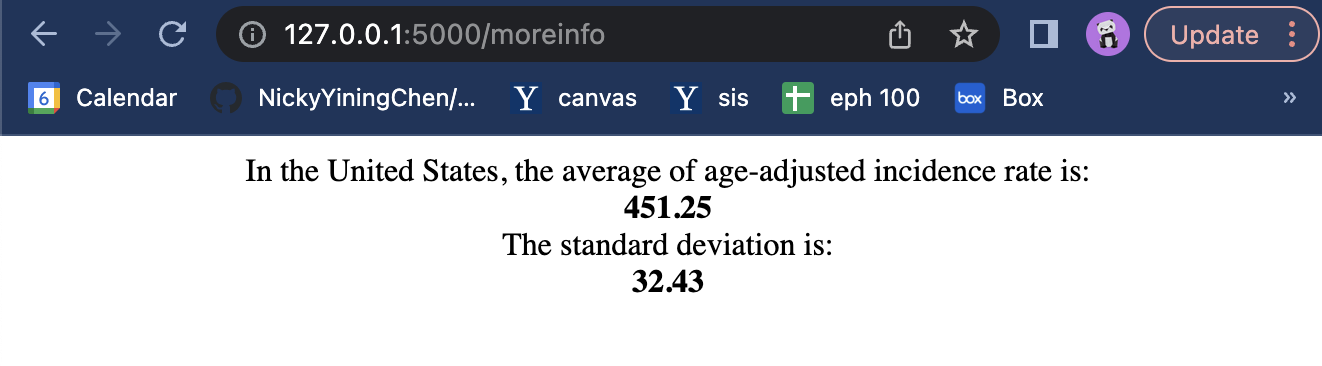 127.0.0.1:5000/moreinfo
Update
6 Calendar NickyYiningChen/... Y canvas Y sis eph 100 box Box »
In the United States, the average of age-adjusted incidence rate is:
451.25
The standard deviation is:
32.43